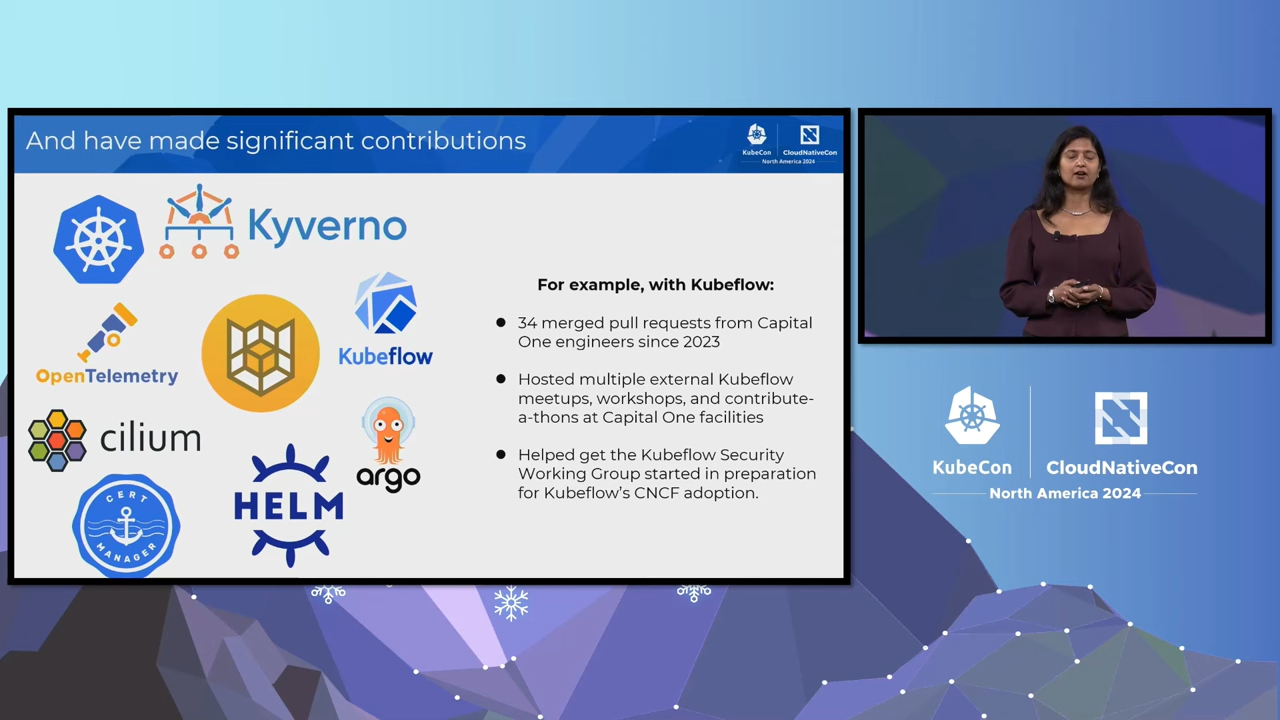 And have made significant contributions
KubeCon
CloudNativeCon
North America 2024
Kyverno
OpenTelemetry
Kubeflow
cilium
argo
HELM
CERT
MANAGER
For example, with Kubeflow:
● 34 merged pull requests from Capital
One engineers since 2023
● Hosted multiple external Kubeflow
meetups, workshops, and contribute-
a-thons at Capital One facilities
● Helped get the Kubeflow Security
Working Group started in preparation
for Kubeflow's CNCF adoption.
KubeCon
CloudNativeCon
North America 2024